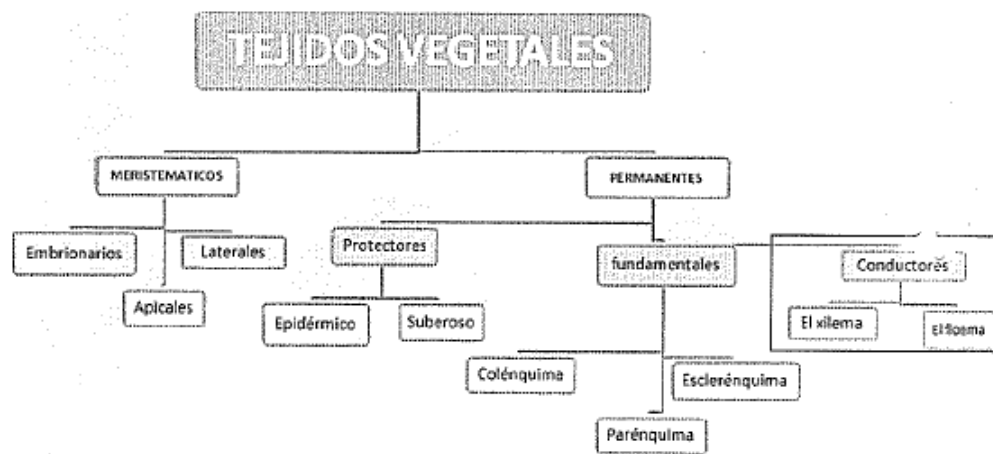 TEJIDOS VEGETALES
MERISTEMATICOS
PERMANENTES
Embrionarios
Laterales
Apicales
Protectores
fundamentales
Conductores
Epidérmico
Suberoso
El xilema
El floema
Colénquima
Esclerénquima
Parénquima